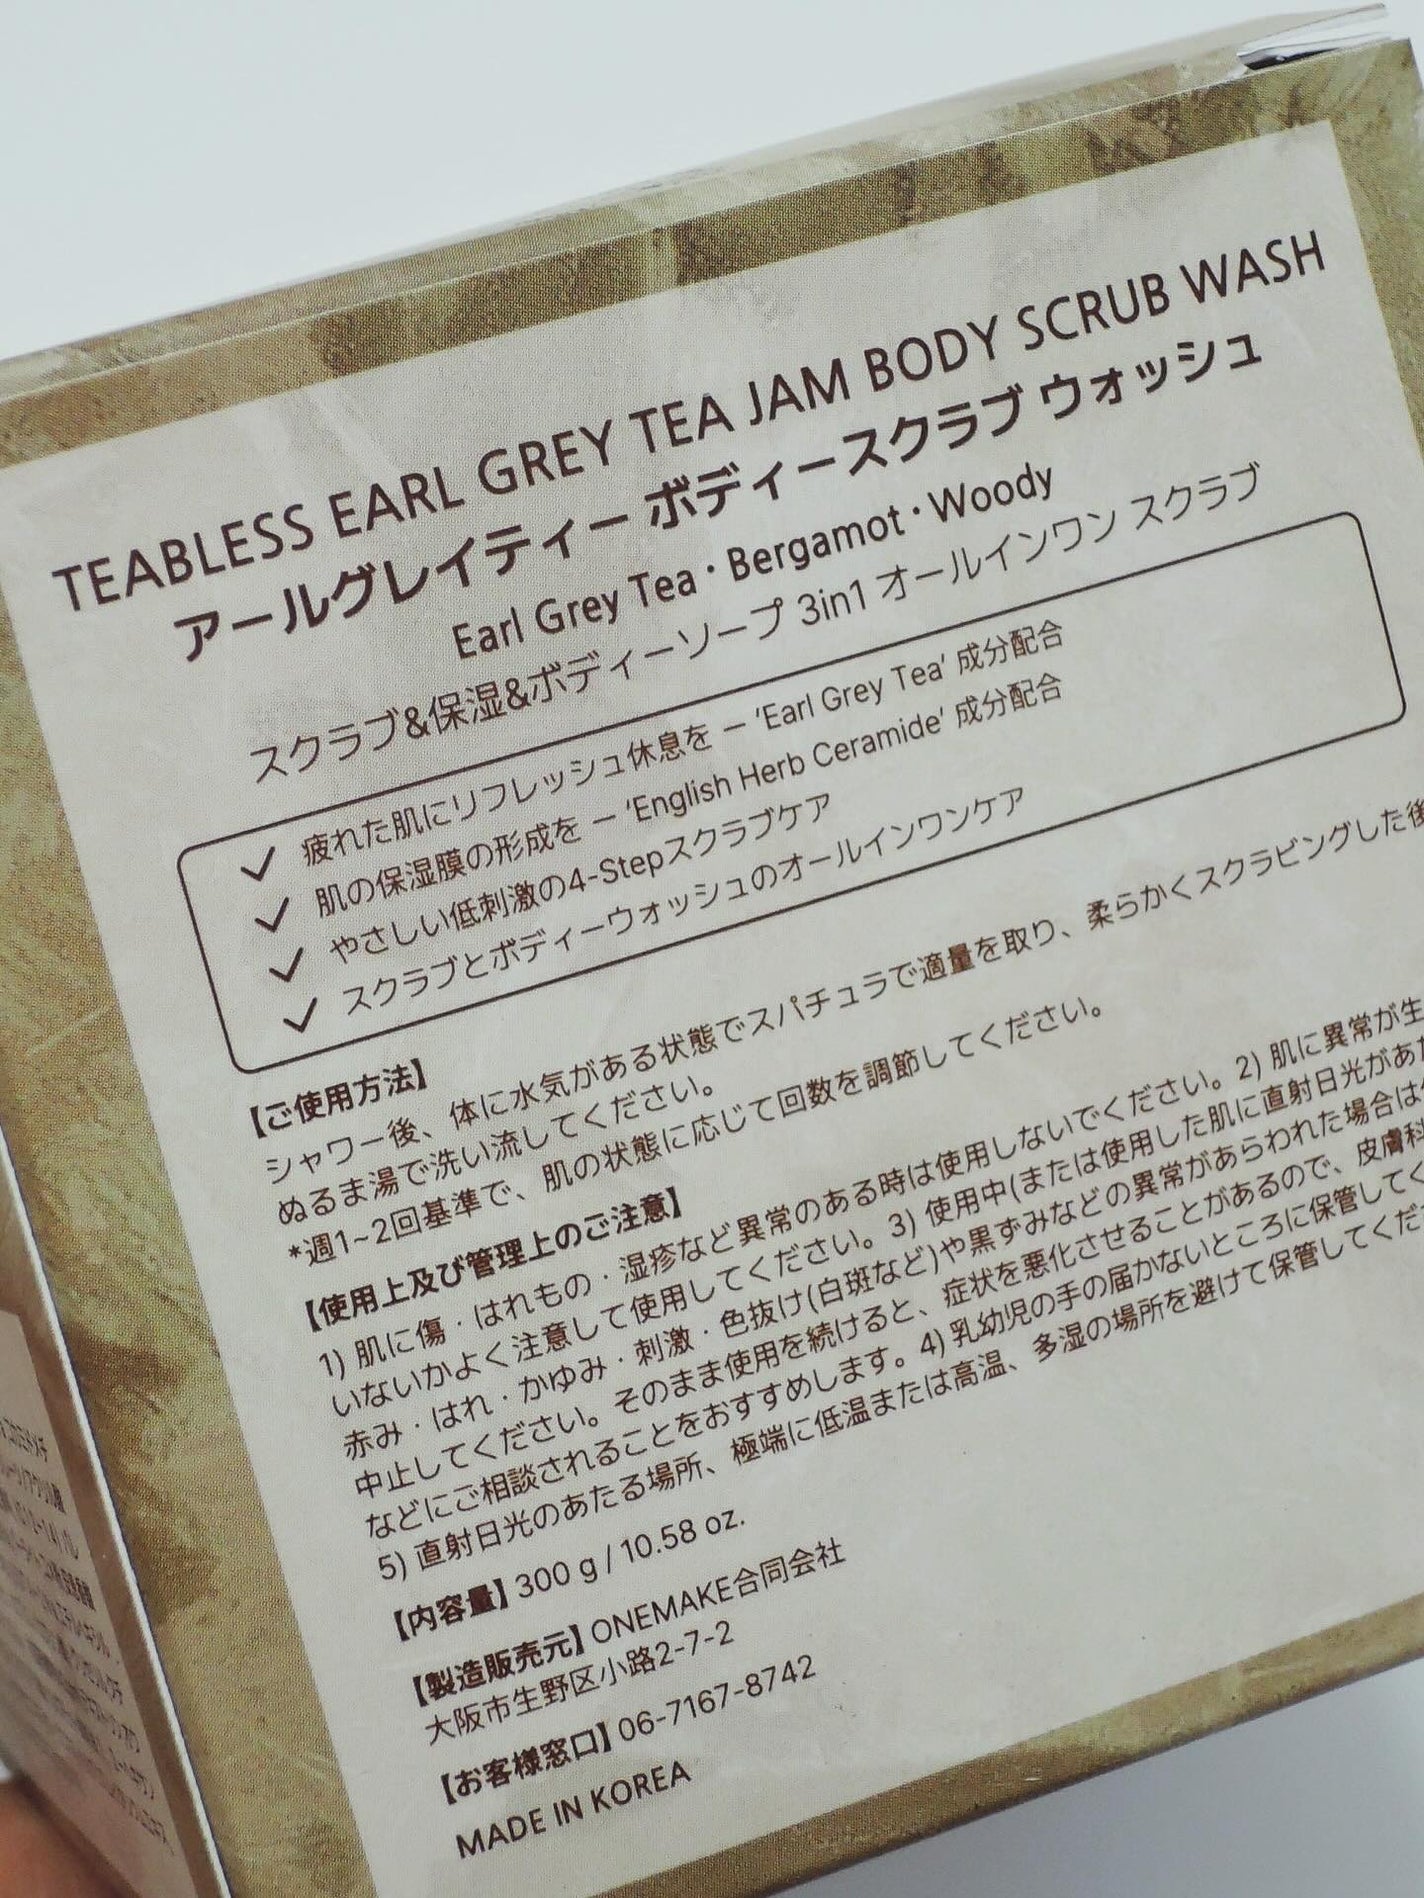 TEABLESS EARL GREY TEA JAM BODY SCRUB WASH
アールグレイティー ボディースクラブ ウォッシュ
Earl Grey Tea・Bergamot・Woody
スクラブ&保湿&ボディーソープ 3in1 オールインワン スクラブ
✓ 疲れた肌にリフレッシュ休息を – 'Earl Grey Tea' 成分配合
✓ 肌の保湿膜の形成を – 'English Herb Ceramide' 成分配合
✓ やさしい低刺激の4-Stepスクラブケア
✓ スクラブとボディーウォッシュのオールインワンケア
【ご使用方法】
シャワー後、体に水気がある状態でスパチュラで適量を取り、柔らかくスクラビングした後
ぬるま湯で洗い流してください。
*週1~2回基準で、肌の状態に応じて回数を調節してください。
【使用上及び管理上のご注意】
1) 肌に傷・はれもの・湿疹など異常のある時は使用しないでください。2) 肌に異常が生
いないかよく注意して使用してください。3) 使用中(または使用した肌に直射日光があた
赤み・はれ・かゆみ・刺激・色抜け(白斑など)や黒ずみなどの異常があらわれた場合は
中止してください。そのまま使用を続けると、症状を悪化させることがあるので、皮膚科
などにご相談されることをおすすめします。4) 乳幼児の手の届かないところに保管してく
5) 直射日光のあたる場所、極端に低温または高温、多湿の場所を避けて保管してくだ
【内容量】300 g / 10.58 oz.
【製造販売元】ONEMAKE合同会社
大阪市生野区小路2-7-2
【お客様窓口】06-7167-8742
MADE IN KOREA